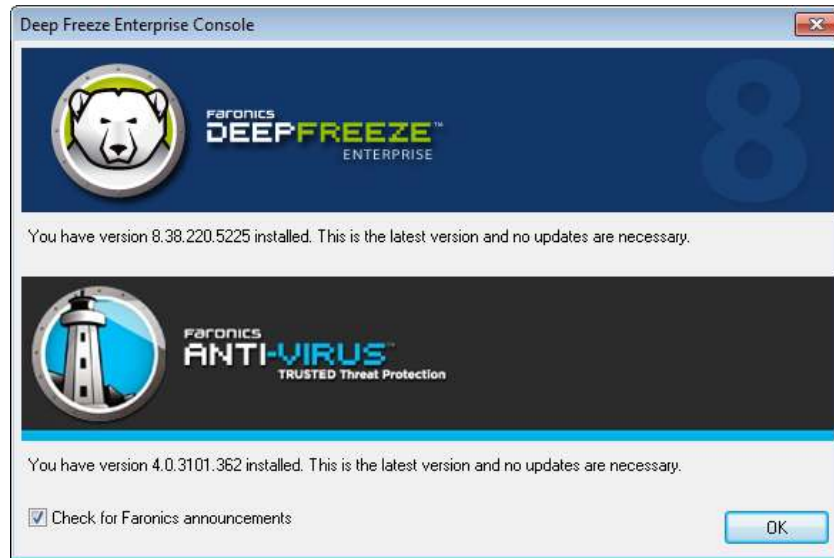 Deep Freeze Enterprise Console
8
FARONICS
DEEPFREEZE™
ENTERPRISE
You have version 8.38.220.5225 installed. This is the latest version and no updates are necessary.
FARONICS
ANTI-VIRUS™
TRUSTED Threat Protection
You have version 4.0.3101.362 installed. This is the latest version and no updates are necessary.
Check for Faronics announcements
OK